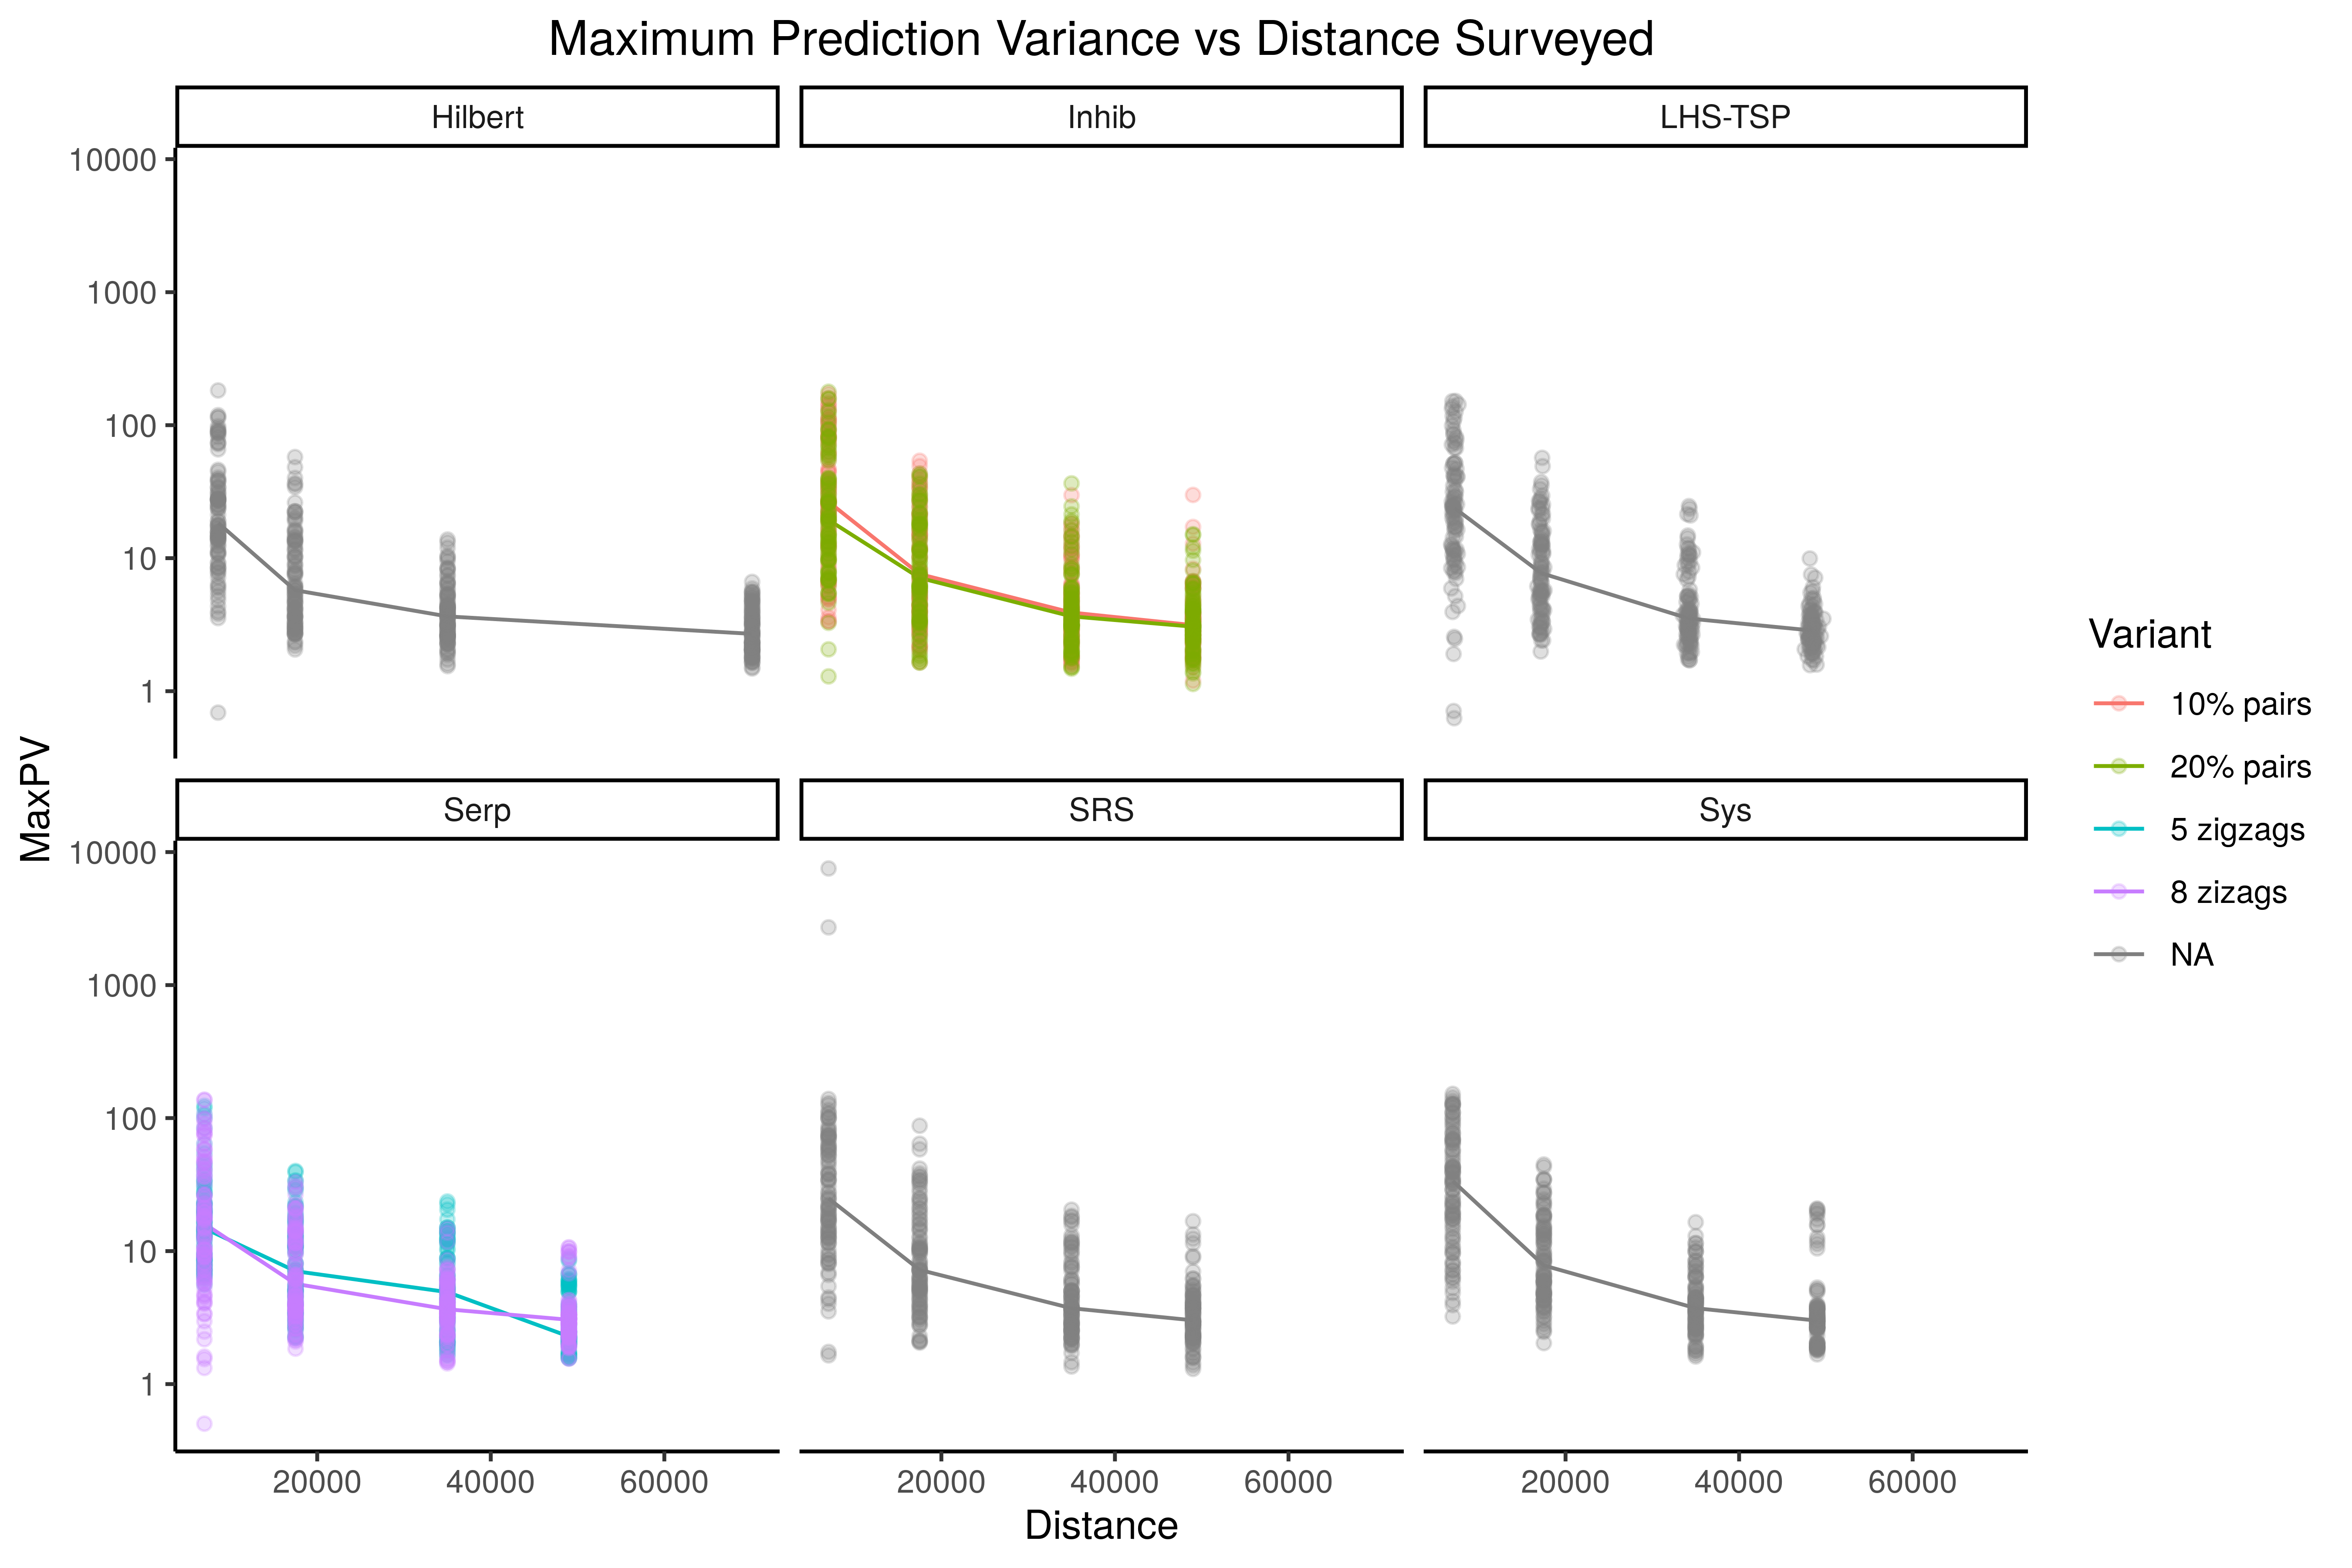 Maximum Prediction Variance vs Distance Surveyed
Hilbert
Inhib
LHS-TSP
10000
1000
100
10
1
MaxPV
Serp
SRS
Sys
10000
1000
100
10
1
20000 40000 60000
20000 40000 60000
20000 40000 60000
Distance
Variant
10% pairs
20% pairs
5 zigzags
8 zizags
NA